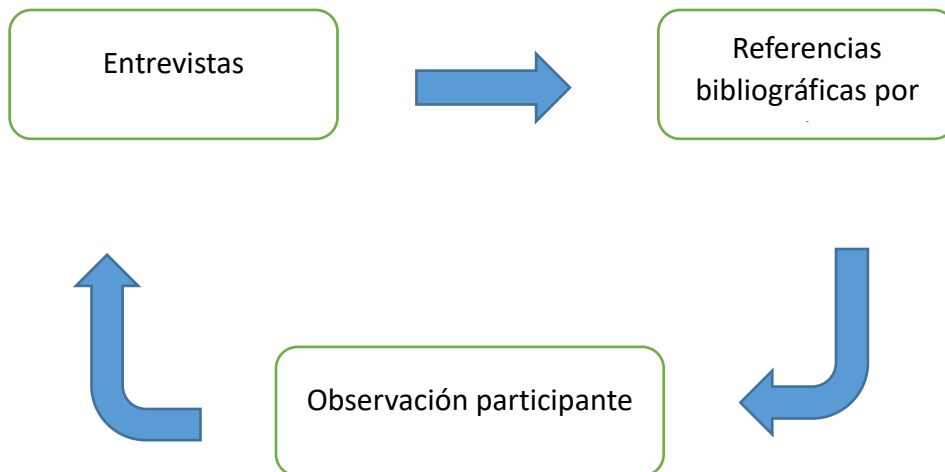 Entrevistas
Referencias
bibliográficas por
Observación participante